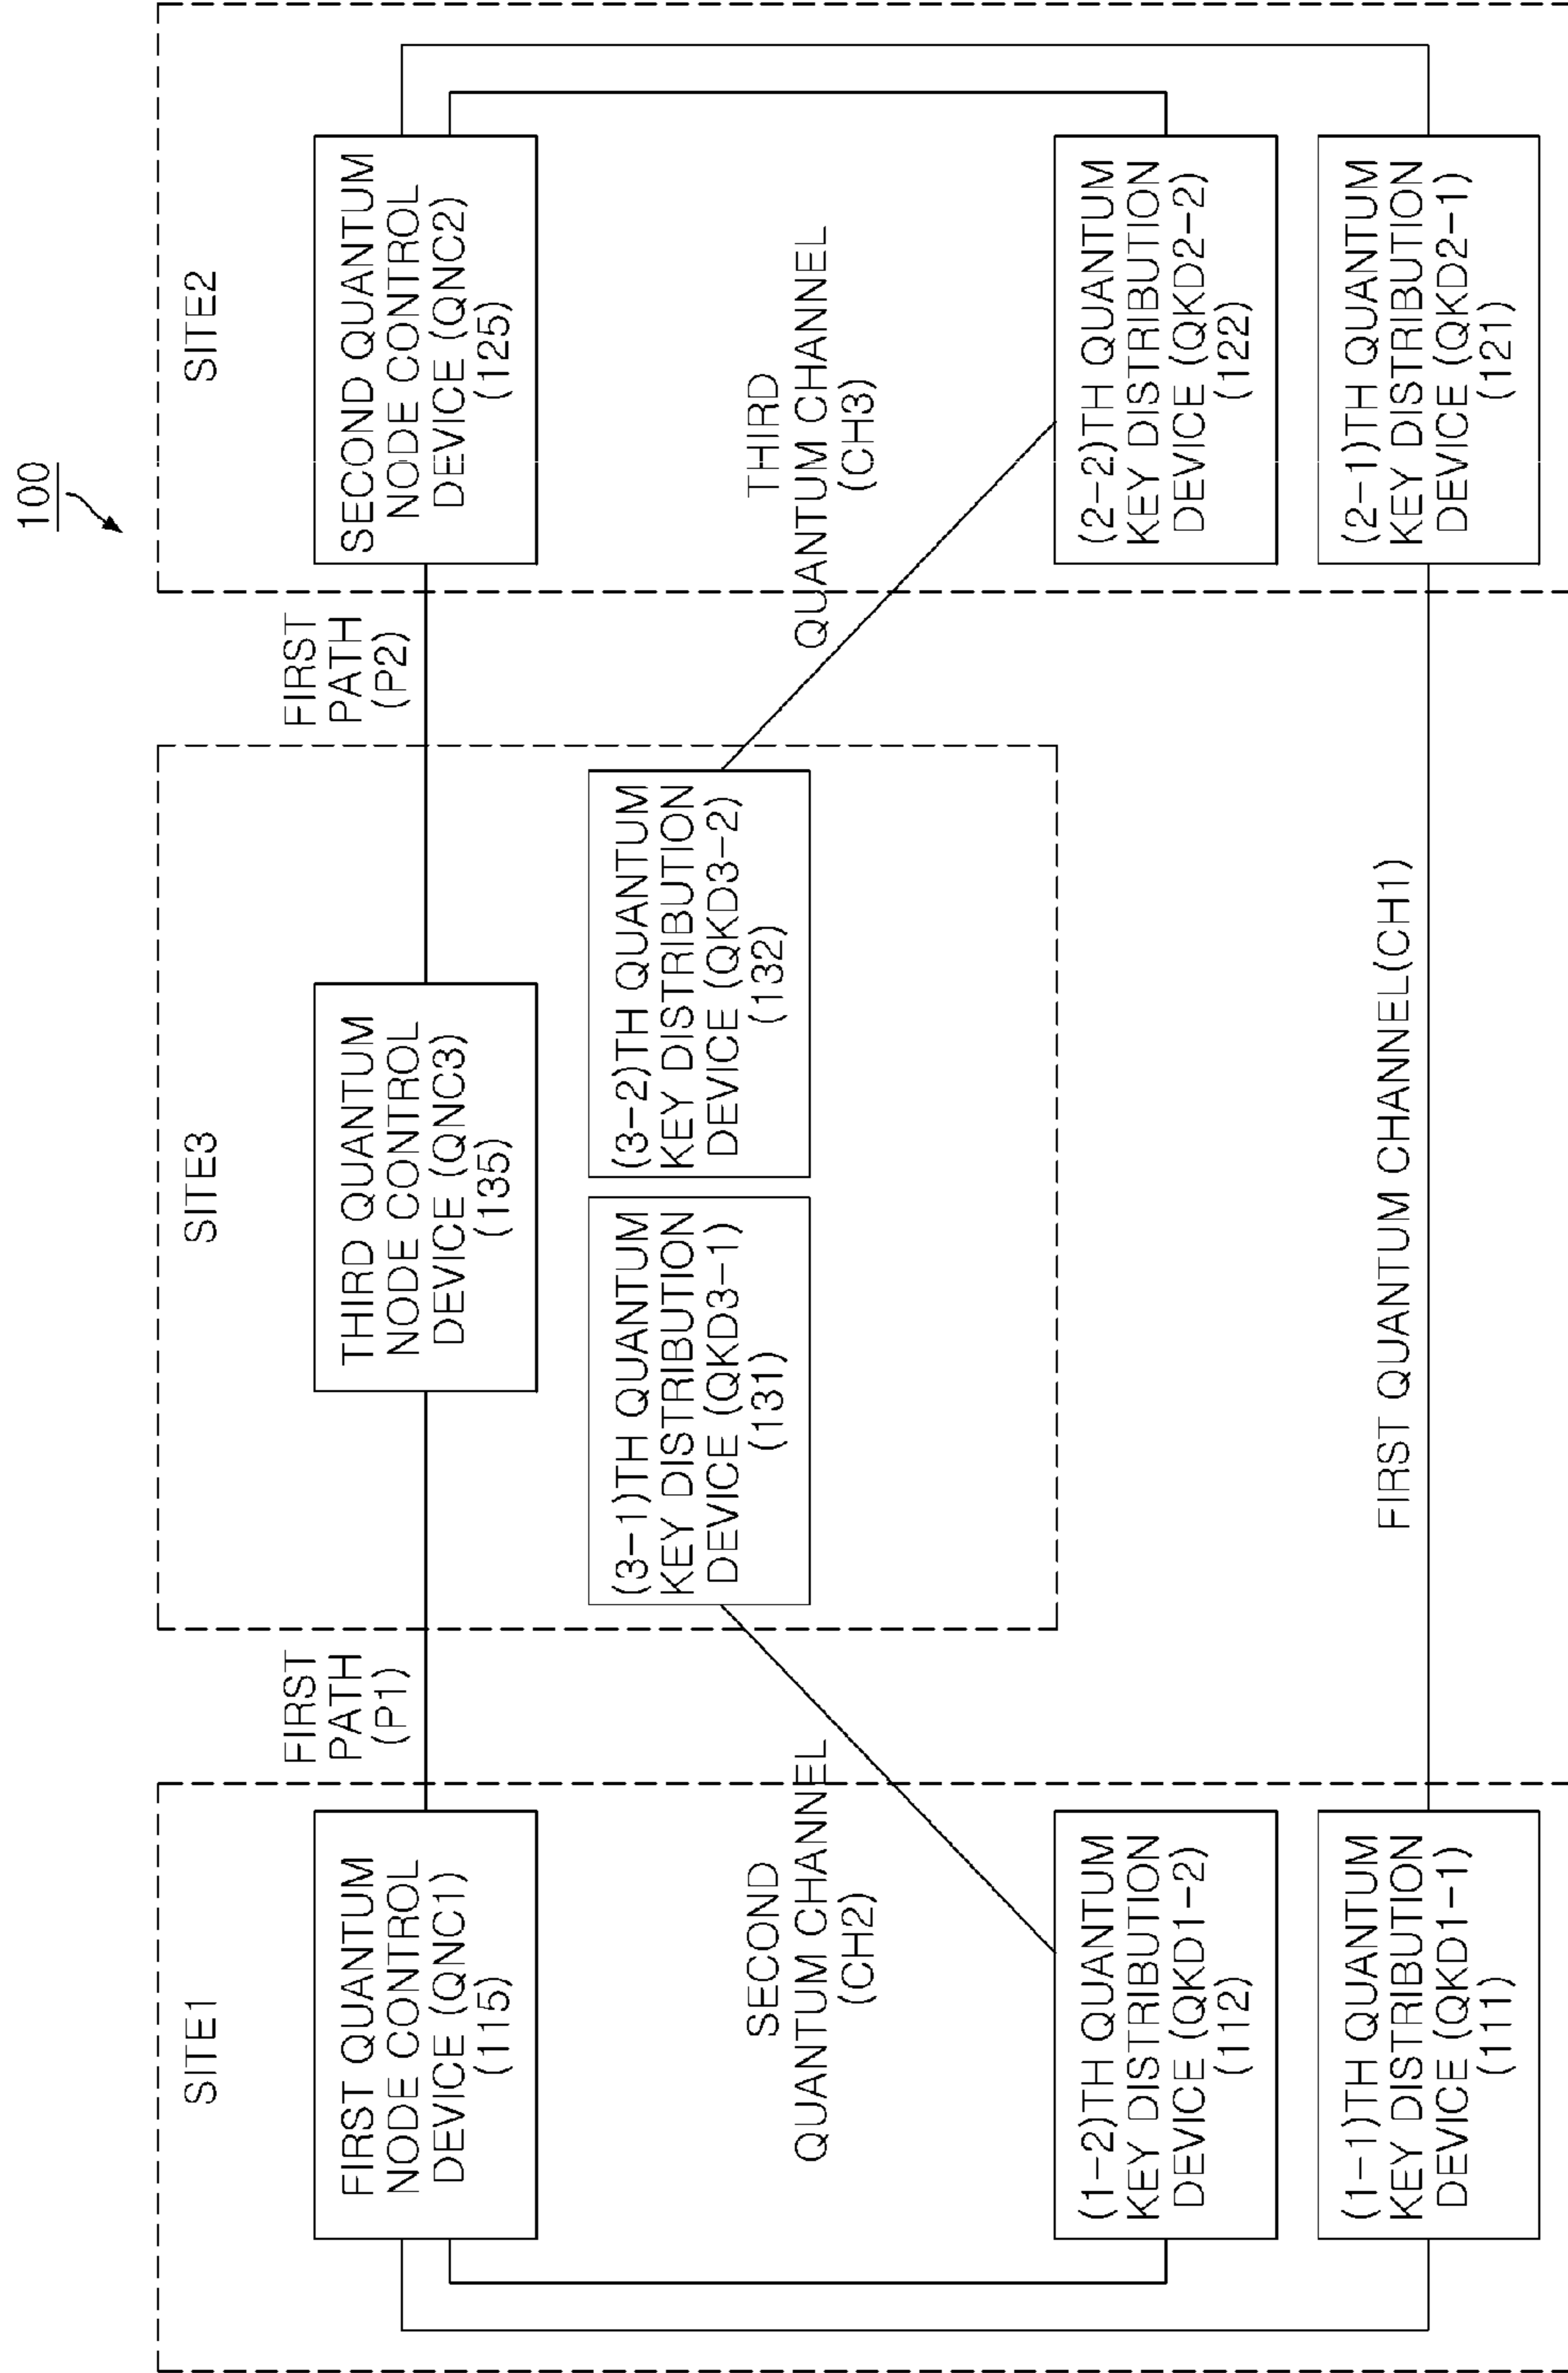 100
SITE1
FIRST QUANTUM
NODE CONTROL
DEVICE (QNC1)
(115)
FIRST
PATH
(P1)
SITE3
THIRD QUANTUM
NODE CONTROL
DEVICE (QNC3)
(135)
FIRST
PATH
(P2)
SITE2
SECOND QUANTUM
NODE CONTROL
DEVICE (QNC2)
(125)
(3-1)TH QUANTUM
KEY DISTRIBUTION
DEVICE (QKD3-1)
(131)
(3-2)TH QUANTUM
KEY DISTRIBUTION
DEVICE (QKD3-2)
(132)
SECOND
QUANTUM CHANNEL
(CH2)
THIRD
QUANTUM CHANNEL
(CH3)
(1-2)TH QUANTUM
KEY DISTRIBUTION
DEVICE (QKD1-2)
(112)
(2-2)TH QUANTUM
KEY DISTRIBUTION
DEVICE (QKD2-2)
(122)
(1-1)TH QUANTUM
KEY DISTRIBUTION
DEVICE (QKD1-1)
(111)
FIRST QUANTUM CHANNEL(CH1)
(2-1)TH QUANTUM
KEY DISTRIBUTION
DEVICE (QKD2-1)
(121)